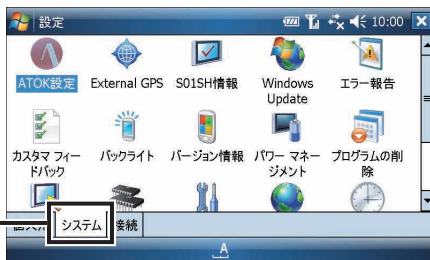 設定 10:00
ATOK設定 External GPS S01SH情報 Windows Update エラー報告
カスタマ フィードバック バックライト バージョン情報 パワー マネージメント プログラムの削除
システム 接続
A